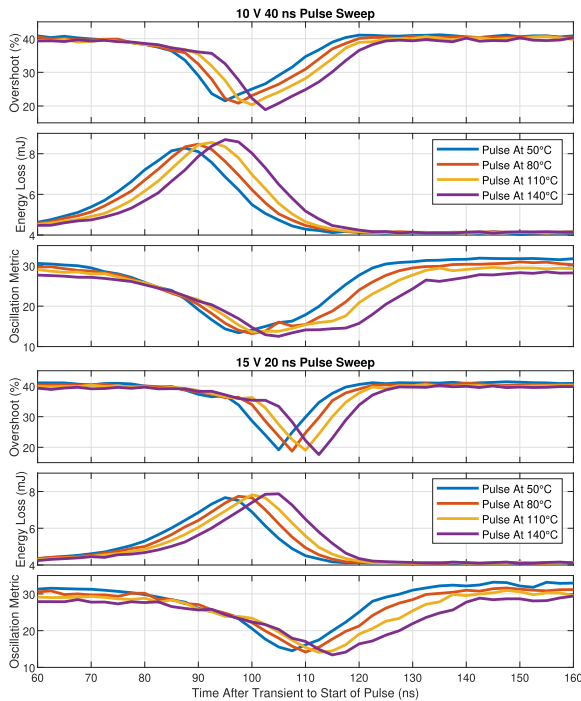 10 V 40 ns Pulse Sweep
Overshoot (%)
40
30
20
Energy Loss (mJ)
8
6
4
Pulse At 50°C
Pulse At 80°C
Pulse At 110°C
Pulse At 140°C
Oscillation Metric
30
20
10
15 V 20 ns Pulse Sweep
Overshoot (%)
40
30
20
Energy Loss (mJ)
8
6
4
Pulse At 50°C
Pulse At 80°C
Pulse At 110°C
Pulse At 140°C
Oscillation Metric
30
20
10
60 70 80 90 100 110 120 130 140 150 160
Time After Transient to Start of Pulse (ns)